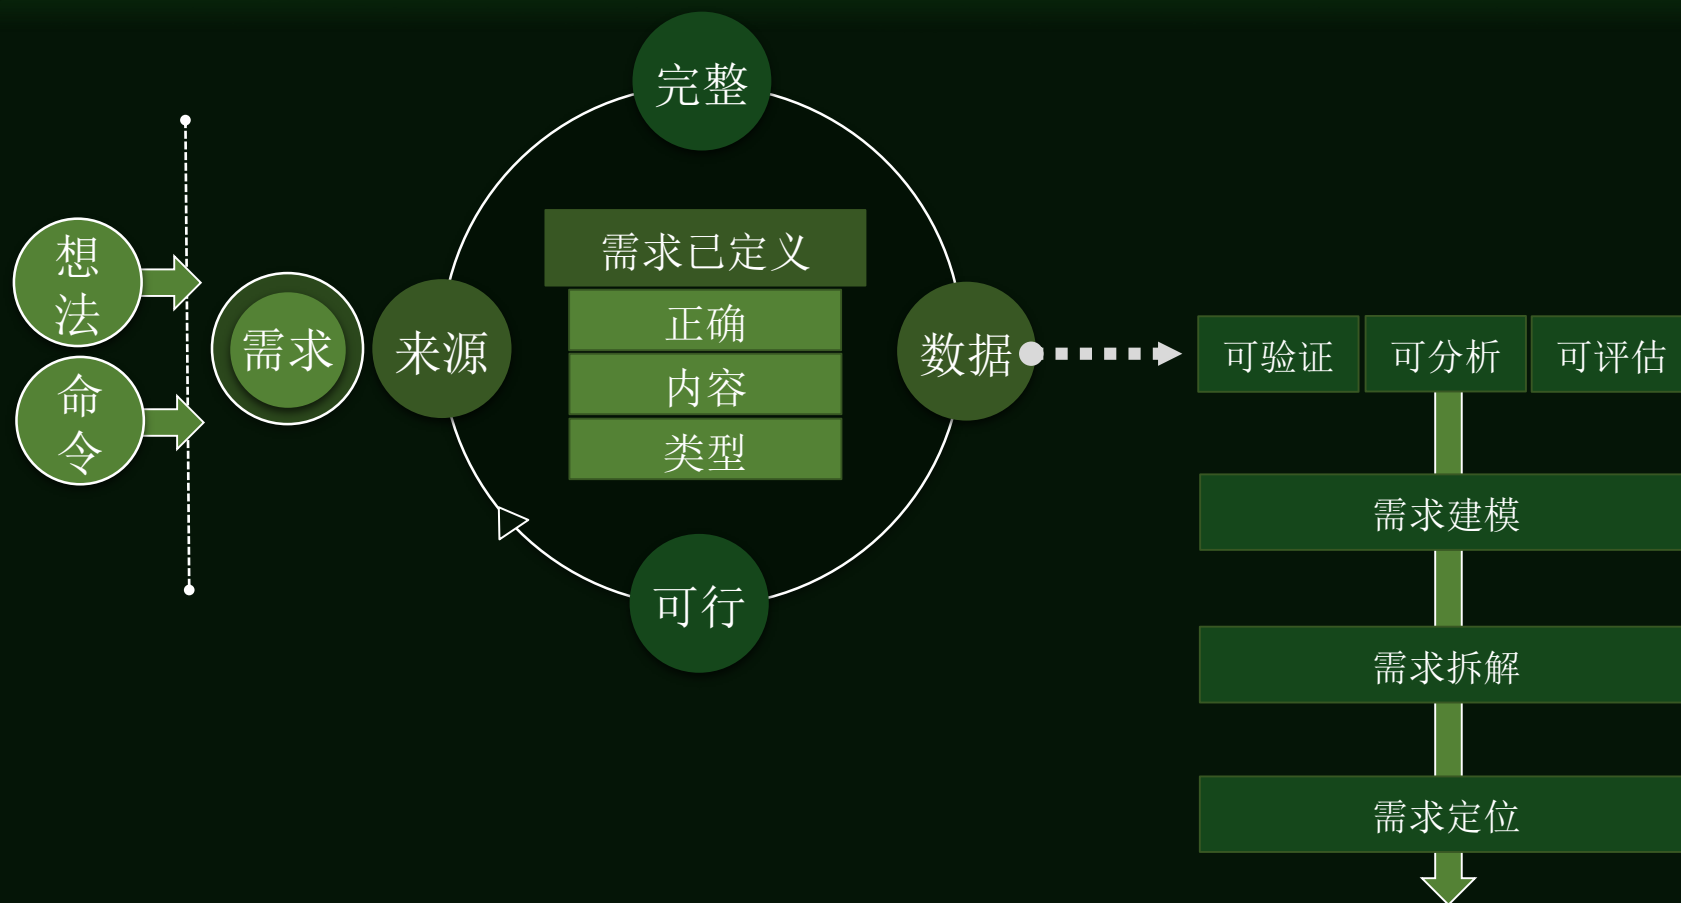 想
法
命
令
需求
来源
完整
需求已定义
正确
内容
类型
可行
数据
可验证
可分析
可评估
需求建模
需求拆解
需求定位